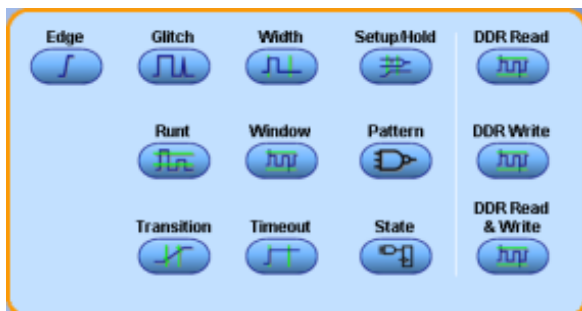 Edge
Glitch
Width
Setup/Hold
DDR Read
Runt
Window
Pattern
DDR Write
Transition
Timeout
State
DDR Read
& Write